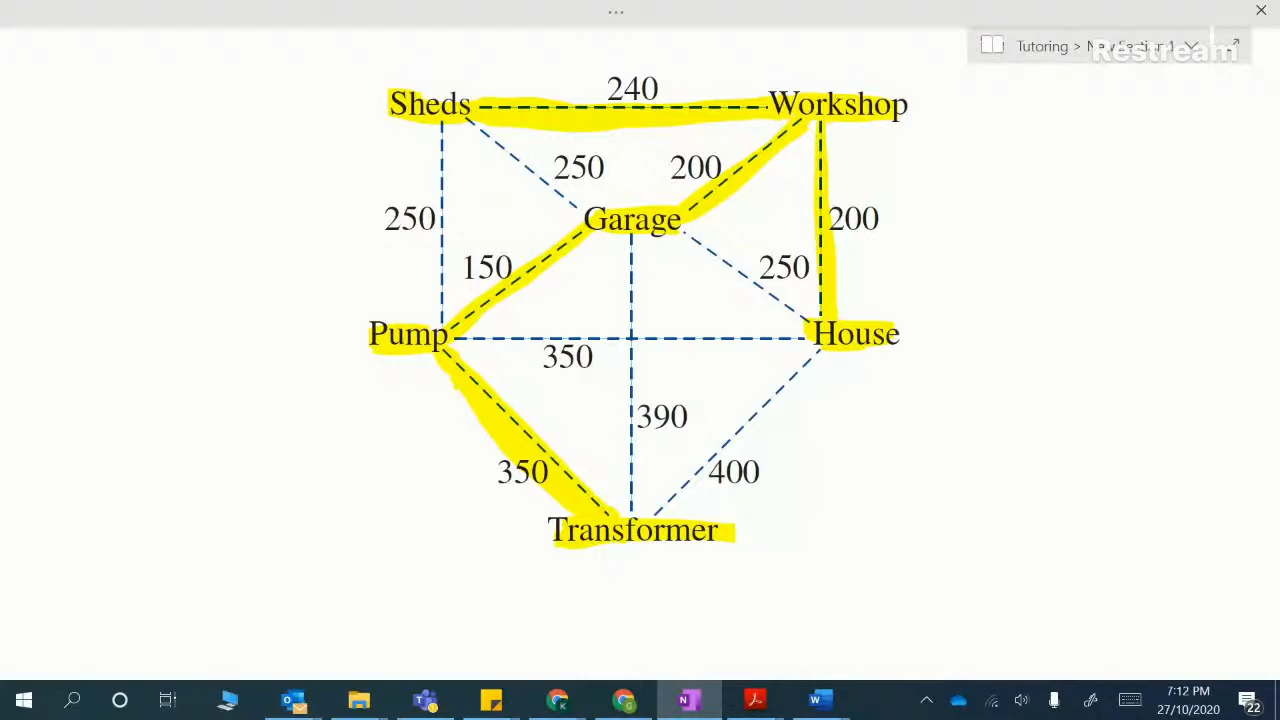 Tutoring >
Restream
240
Sheds
Workshop
250
200
250
Garage
200
150
250
Pump
House
350
390
350
400
Transformer
7:12 PM
27/10/2020
22